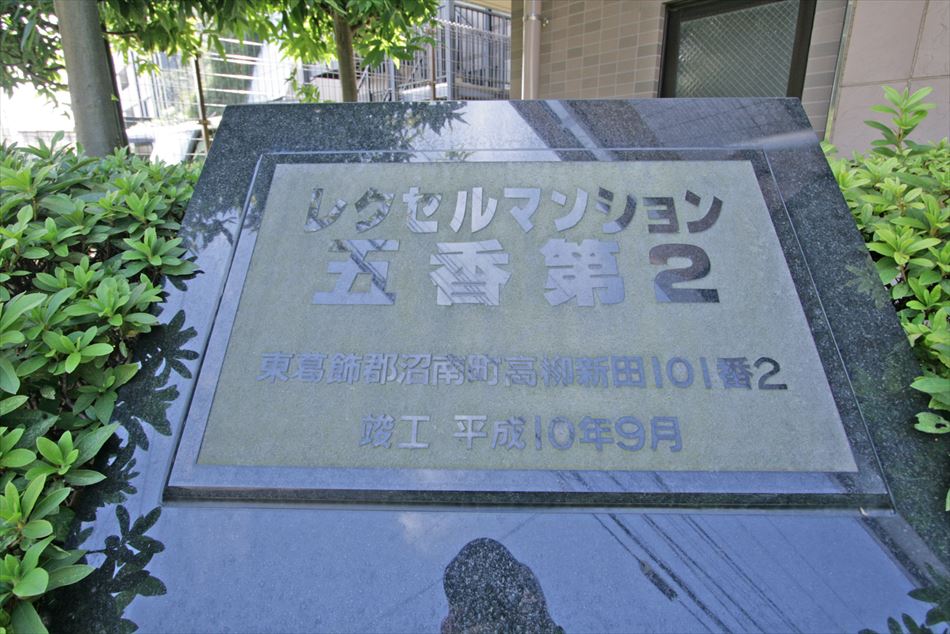 レクセルマンション
五香第2
東葛飾郡沼南町高柳新田101番2
竣工 平成10年9月